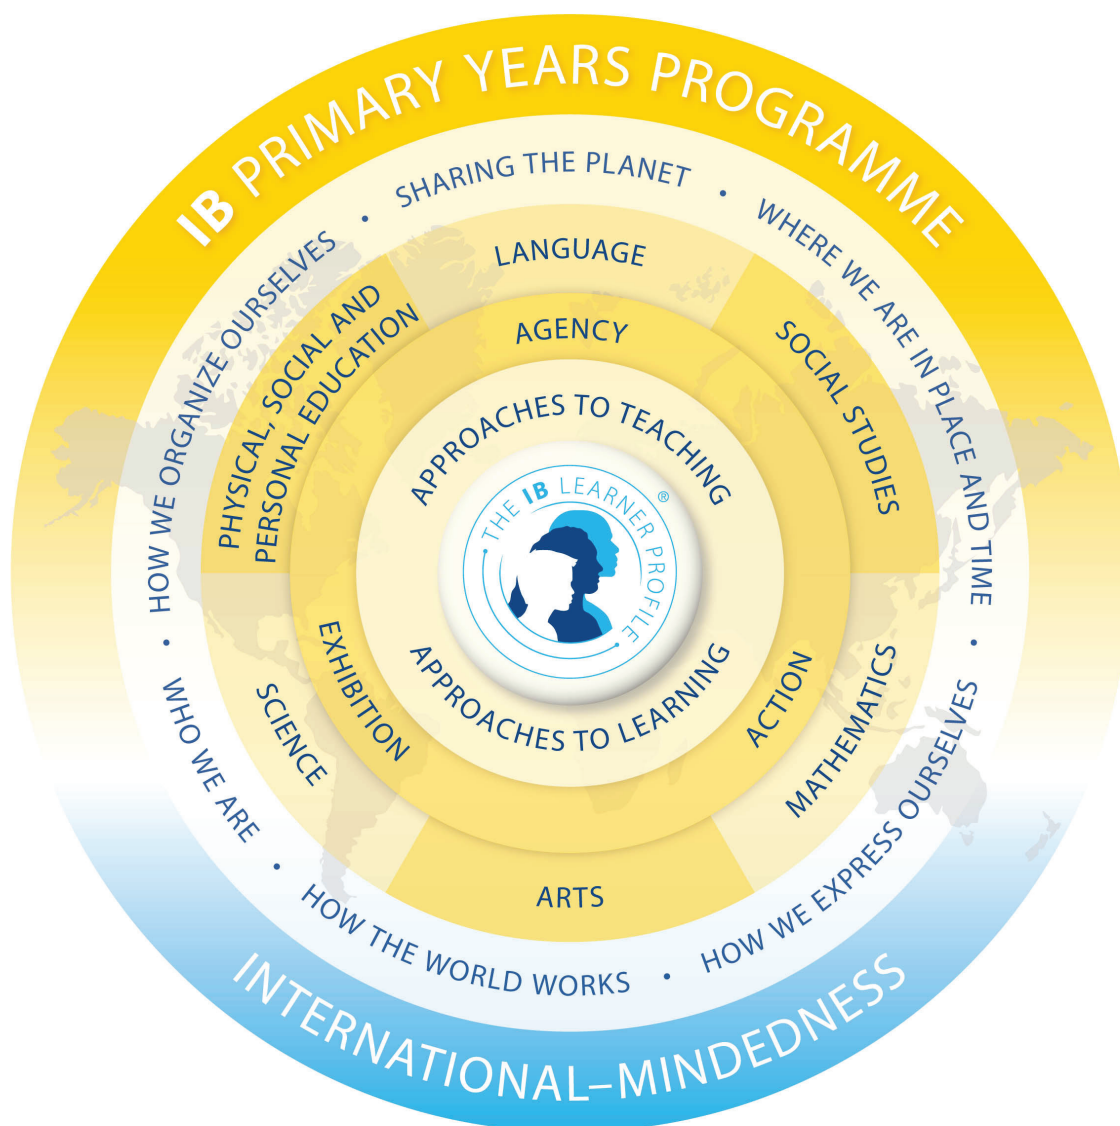 IB PRIMARY YEARS PROGRAMME
SHARING THE PLANET
•
WHERE WE ARE IN PLACE AND TIME
•
HOW WE EXPRESS OURSELVES
•
HOW THE WORLD WORKS
•
WHO WE ARE
•
HOW WE ORGANIZE OURSELVES
•
LANGUAGE
SOCIAL STUDIES
MATHEMATICS
ARTS
SCIENCE
PHYSICAL, SOCIAL AND
PERSONAL EDUCATION
AGENCY
ACTION
EXHIBITION
APPROACHES TO TEACHING
THE IB LEARNER PROFILE®
APPROACHES TO LEARNING
INTERNATIONAL–MINDEDNESS